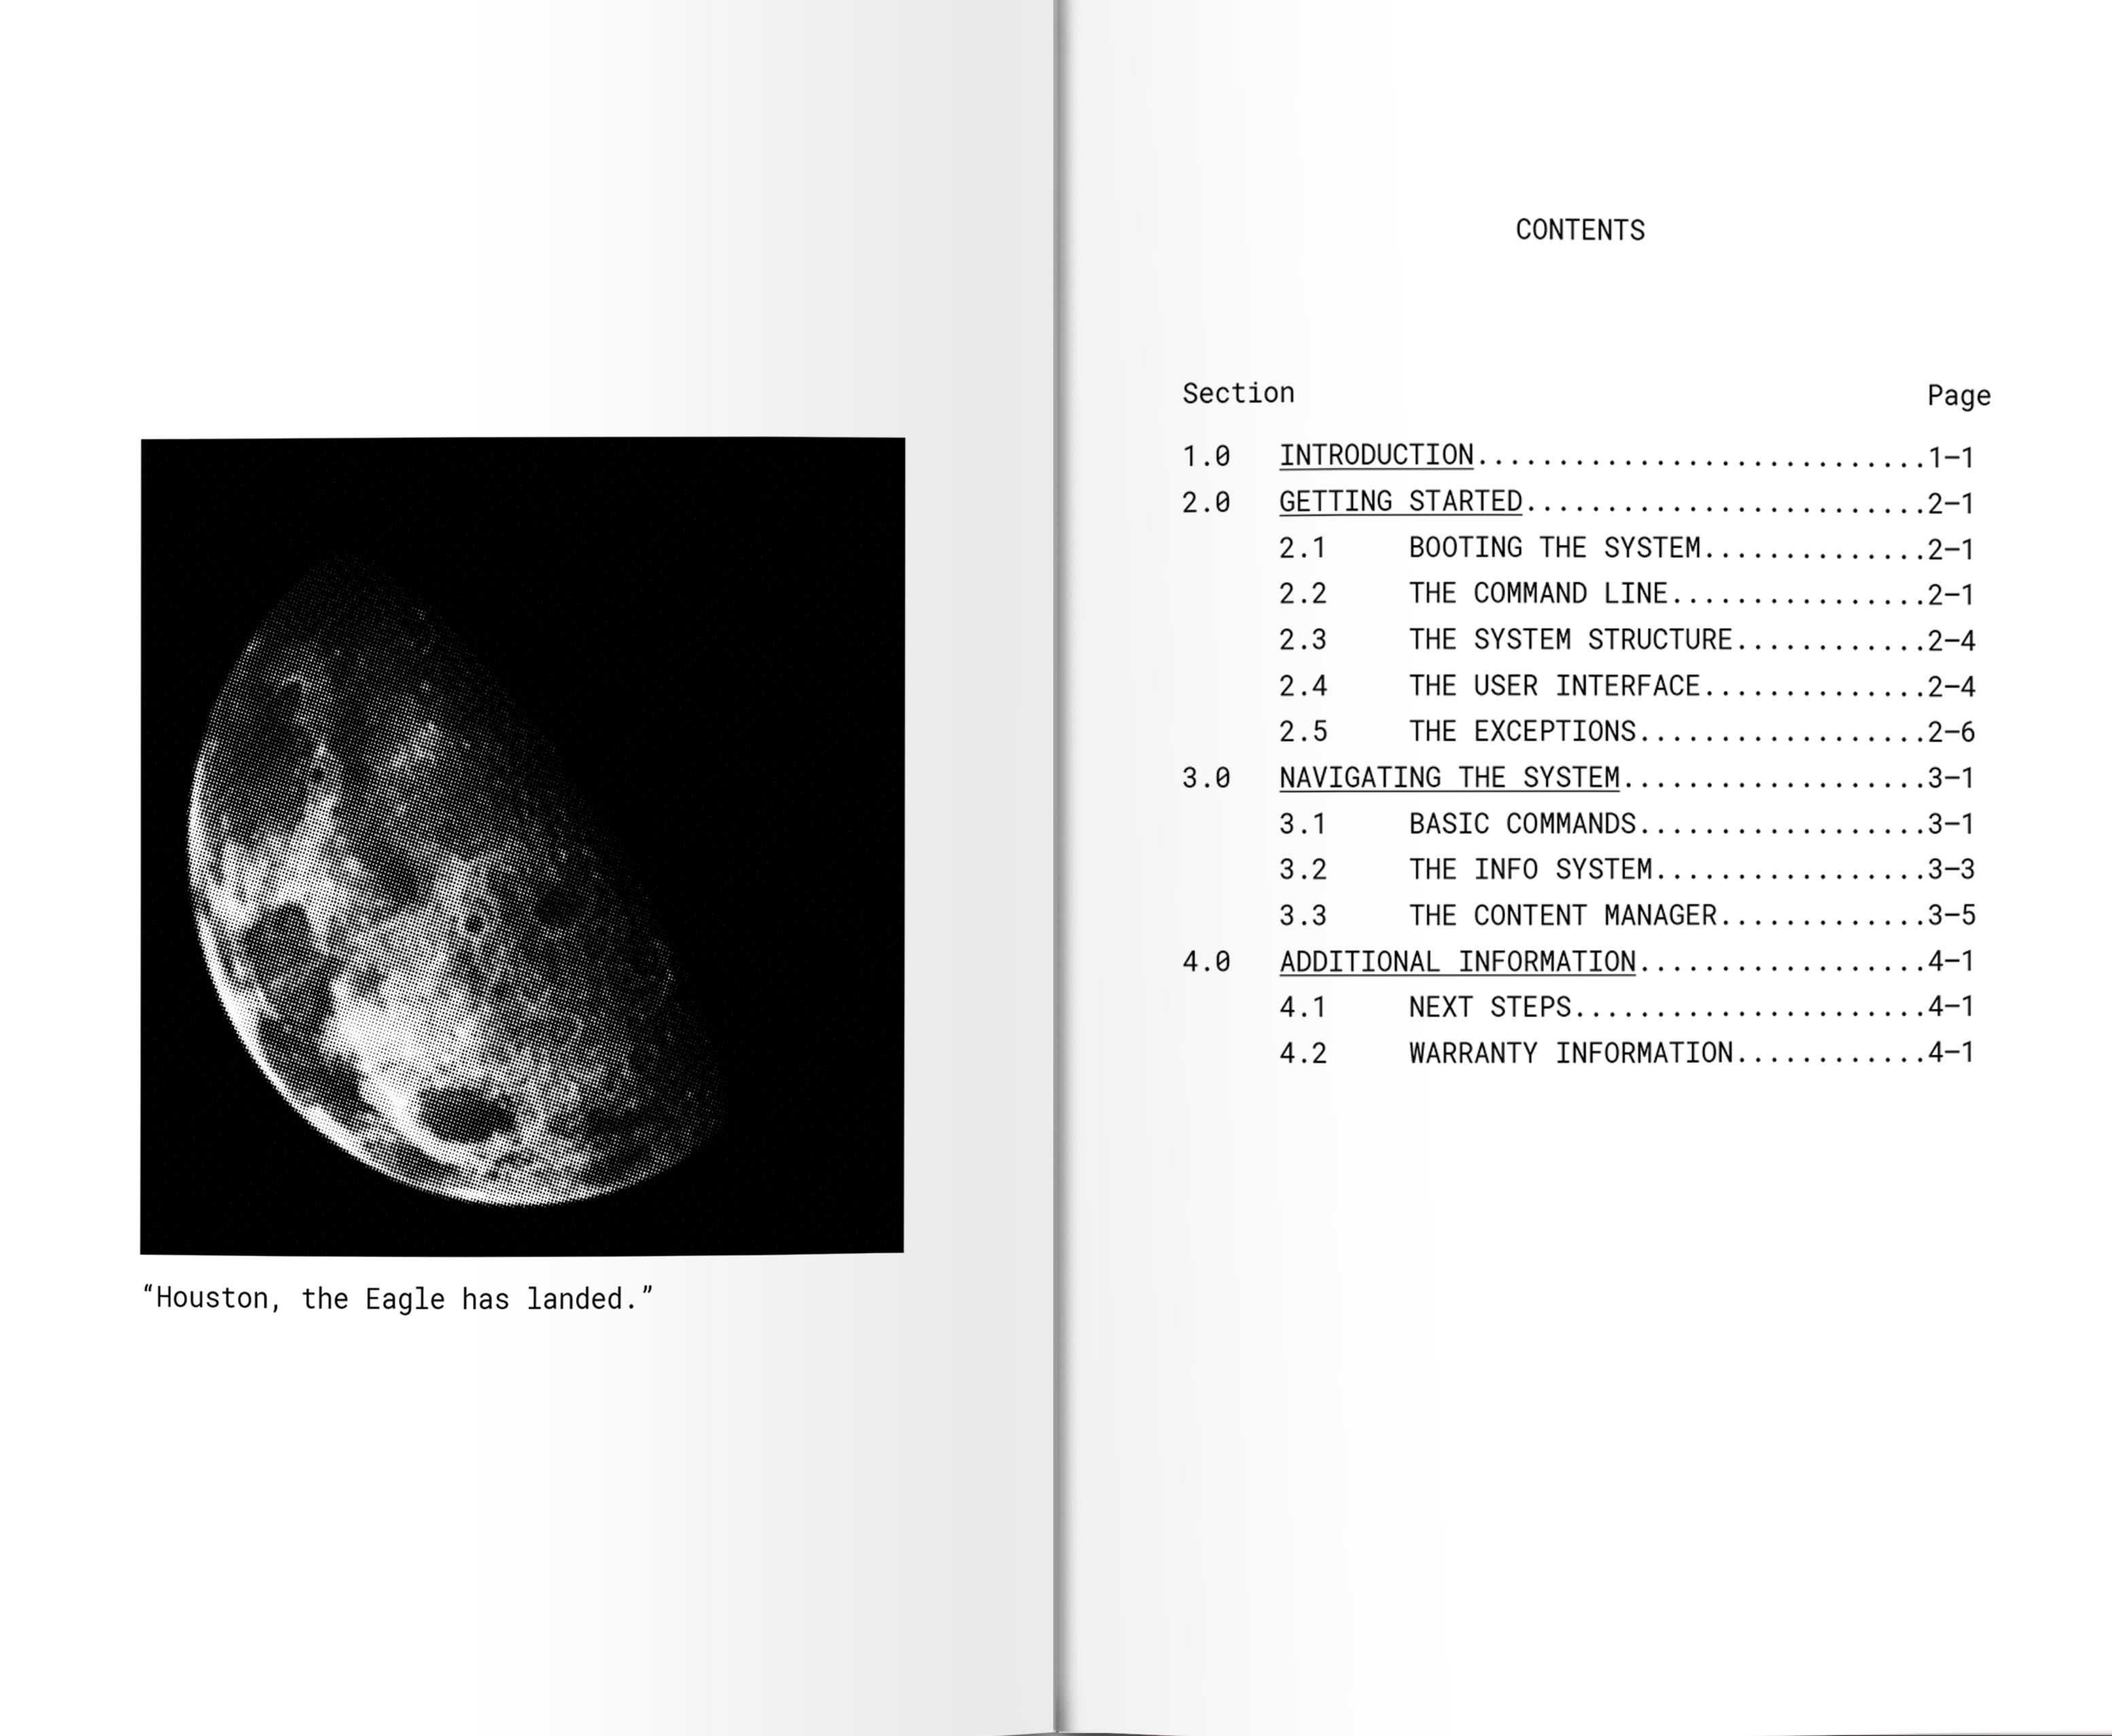 “Houston, the Eagle has landed.”
CONTENTS
Section Page
1.0 INTRODUCTION............................1–1
2.0 GETTING STARTED.........................2–1
2.1 BOOTING THE SYSTEM..............2–1
2.2 THE COMMAND LINE................2–1
2.3 THE SYSTEM STRUCTURE............2–4
2.4 THE USER INTERFACE..............2–4
2.5 THE EXCEPTIONS..................2–6
3.0 NAVIGATING THE SYSTEM...................3–1
3.1 BASIC COMMANDS..................3–1
3.2 THE INFO SYSTEM.................3–3
3.3 THE CONTENT MANAGER.............3–5
4.0 ADDITIONAL INFORMATION..................4–1
4.1 NEXT STEPS......................4–1
4.2 WARRANTY INFORMATION............4–1